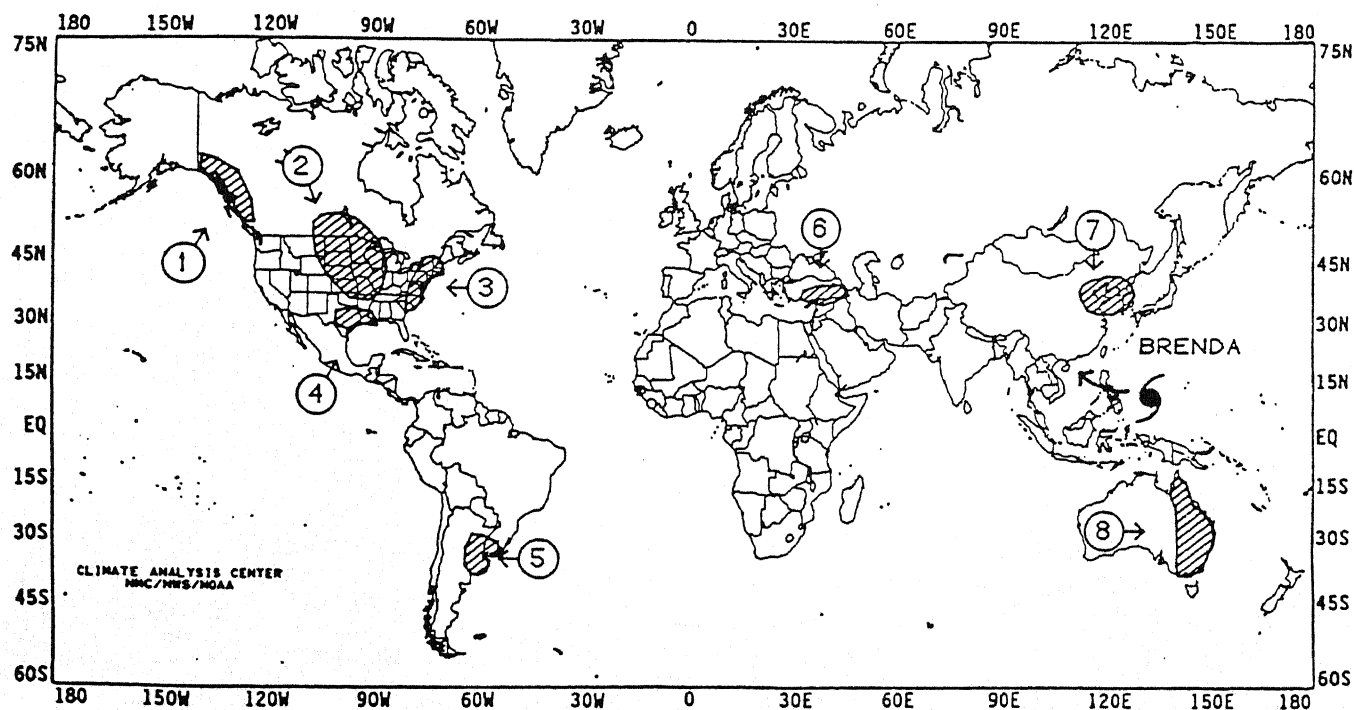 180 150W 120W 90W 60W 30W 0 30E 60E 90E 120E 150E 180
75N 75N
60N 60N
2
6 7
45N 45N
1
3
30N 30N
BRENDA
15N 15N
4
EQ EQ
15S 15S
8
30S 30S
5
CLIMATE ANALYSIS CENTER
NMC/NWS/NOAA
45S 45S
60S 60S
180 150W 120W 90W 60W 30W 0 30E 60E 90E 120E 150E 180